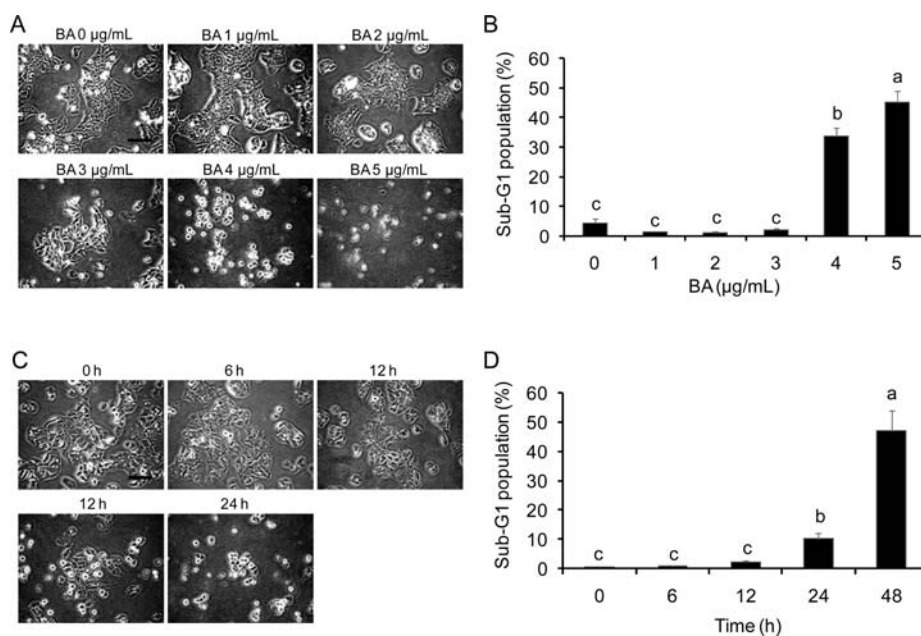 A
BA 0 µg/mL BA 1 µg/mL BA 2 µg/mL
BA 3 µg/mL BA 4 µg/mL BA 5 µg/mL
B
Sub-G1 population (%)
60
50
40
30
20
10
0
c c c c b a
0 1 2 3 4 5
BA (µg/mL)
C
0 h 6 h 12 h
12 h 24 h
D
Sub-G1 population (%)
60
50
40
30
20
10
0
c c c b a
0 6 12 24 48
Time (h)